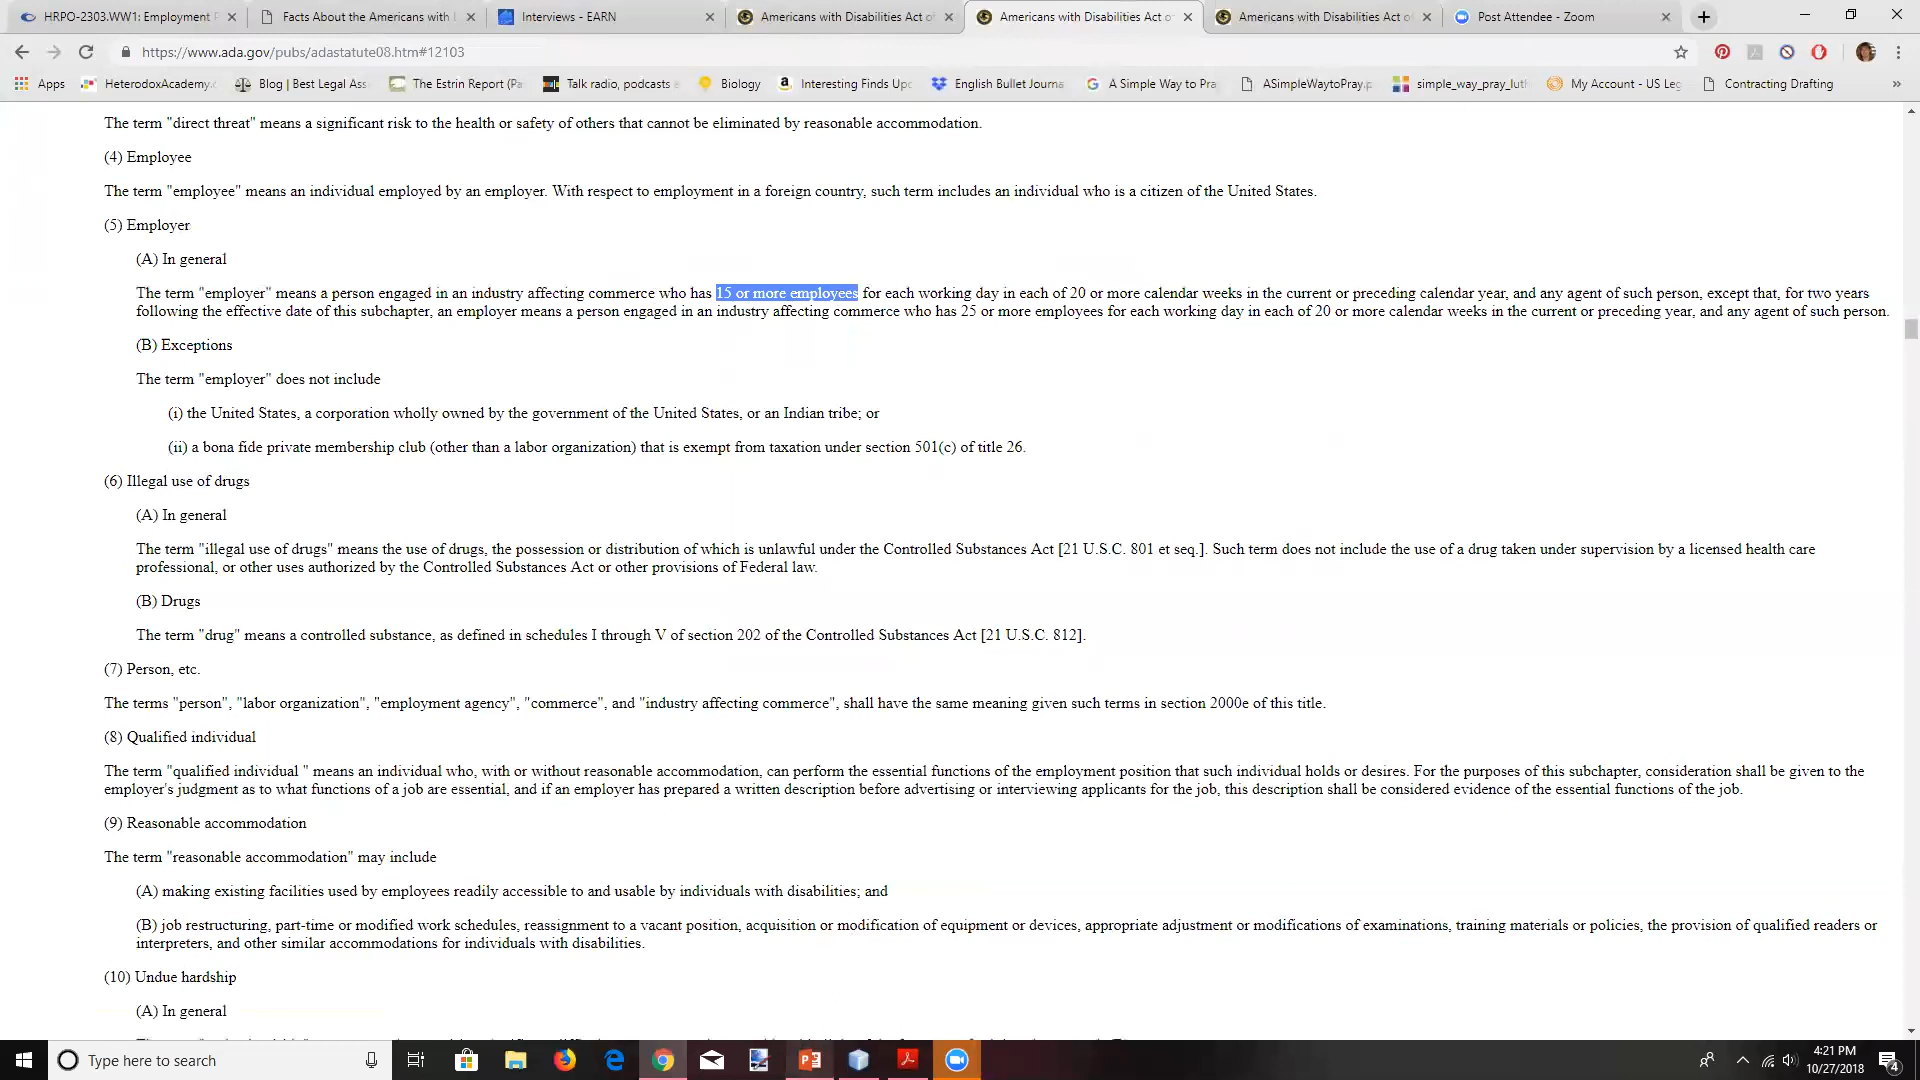 HRPO-2303.WW1: Employment
Facts About the Americans with
Interviews - EARN
Americans with Disabilities Act o
Americans with Disabilities Act o
Americans with Disabilities Act o
Post Attendee - Zoom
https://www.ada.gov/pubs/adastatute08.htm#12103
Apps
HeterodoxAcademy.
Blog | Best Legal Ass
The Estrin Report (Pa
Talk radio, podcasts
Biology
Interesting Finds Upd
English Bullet Journa
A Simple Way to Pra
ASimpleWaytoPray.p
simple_way_pray_luth
My Account - US Leg
Contracting Drafting
The term "direct threat" means a significant risk to the health or safety of others that cannot be eliminated by reasonable accommodation.
(4) Employee
The term "employee" means an individual employed by an employer. With respect to employment in a foreign country, such term includes an individual who is a citizen of the United States.
(5) Employer
(A) In general
The term "employer" means a person engaged in an industry affecting commerce who has 15 or more employees for each working day in each of 20 or more calendar weeks in the current or preceding calendar year, and any agent of such person, except that, for two years
following the effective date of this subchapter, an employer means a person engaged in an industry affecting commerce who has 25 or more employees for each working day in each of 20 or more calendar weeks in the current or preceding year, and any agent of such person.
(B) Exceptions
The term "employer" does not include
(i) the United States, a corporation wholly owned by the government of the United States, or an Indian tribe; or
(ii) a bona fide private membership club (other than a labor organization) that is exempt from taxation under section 501(c) of title 26.
(6) Illegal use of drugs
(A) In general
The term "illegal use of drugs" means the use of drugs, the possession or distribution of which is unlawful under the Controlled Substances Act [21 U.S.C. 801 et seq.]. Such term does not include the use of a drug taken under supervision by a licensed health care
professional, or other uses authorized by the Controlled Substances Act or other provisions of Federal law.
(B) Drugs
The term "drug" means a controlled substance, as defined in schedules I through V of section 202 of the Controlled Substances Act [21 U.S.C. 812].
(7) Person, etc.
The terms "person", "labor organization", "employment agency", "commerce", and "industry affecting commerce", shall have the same meaning given such terms in section 2000e of this title.
(8) Qualified individual
The term "qualified individual " means an individual who, with or without reasonable accommodation, can perform the essential functions of the employment position that such individual holds or desires. For the purposes of this subchapter, consideration shall be given to the
employer's judgment as to what functions of a job are essential, and if an employer has prepared a written description before advertising or interviewing applicants for the job, this description shall be considered evidence of the essential functions of the job.
(9) Reasonable accommodation
The term "reasonable accommodation" may include
(A) making existing facilities used by employees readily accessible to and usable by individuals with disabilities; and
(B) job restructuring, part-time or modified work schedules, reassignment to a vacant position, acquisition or modification of equipment or devices, appropriate adjustment or modifications of examinations, training materials or policies, the provision of qualified readers or
interpreters, and other similar accommodations for individuals with disabilities.
(10) Undue hardship
(A) In general
Type here to search
4:21 PM
10/27/2018
4